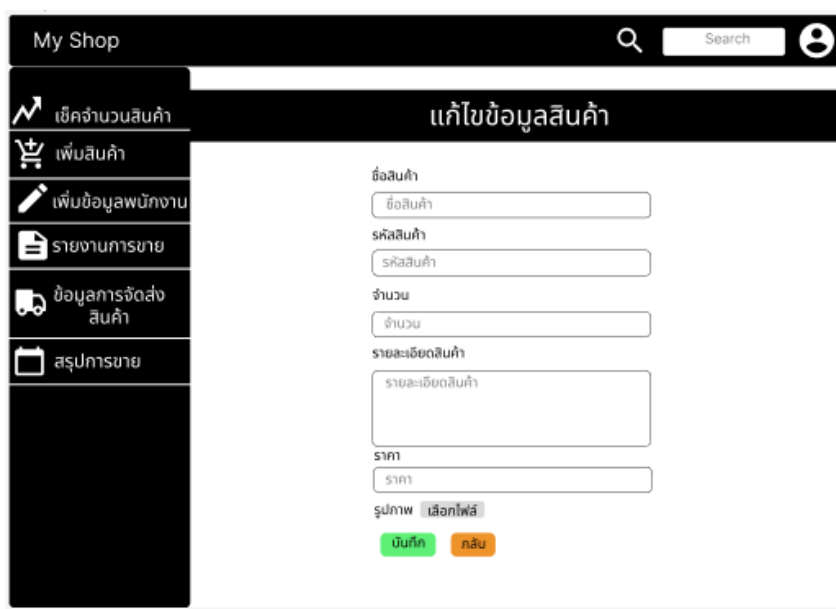 My Shop
Search
เช็คจำนวนสินค้า
เพิ่มสินค้า
เพิ่มข้อมูลพนักงาน
รายงานการขาย
ข้อมูลการจัดส่ง
สินค้า
สรุปการขาย
แก้ไขข้อมูลสินค้า
ชื่อสินค้า
ชื่อสินค้า
รหัสสินค้า
รหัสสินค้า
จำนวน
จำนวน
รายละเอียดสินค้า
รายละเอียดสินค้า
ราคา
ราคา
รูปภาพ เลือกไฟล์
บันทึก กลับ